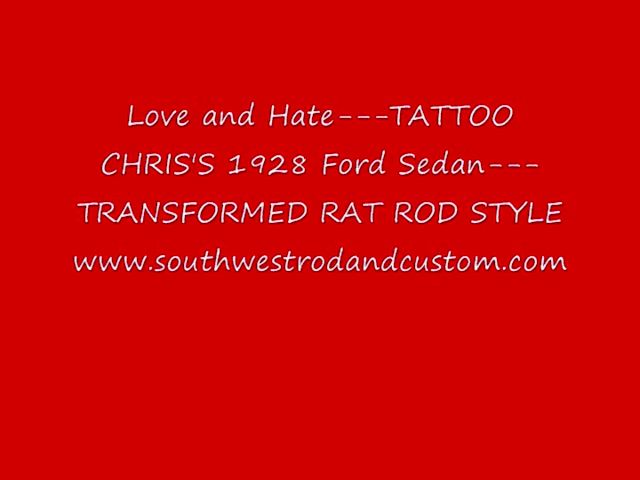 Love and Hate---TATTOO
CHRIS'S 1928 Ford Sedan---
TRANSFORMED RAT ROD STYLE
www.southwestrodandcustom.com